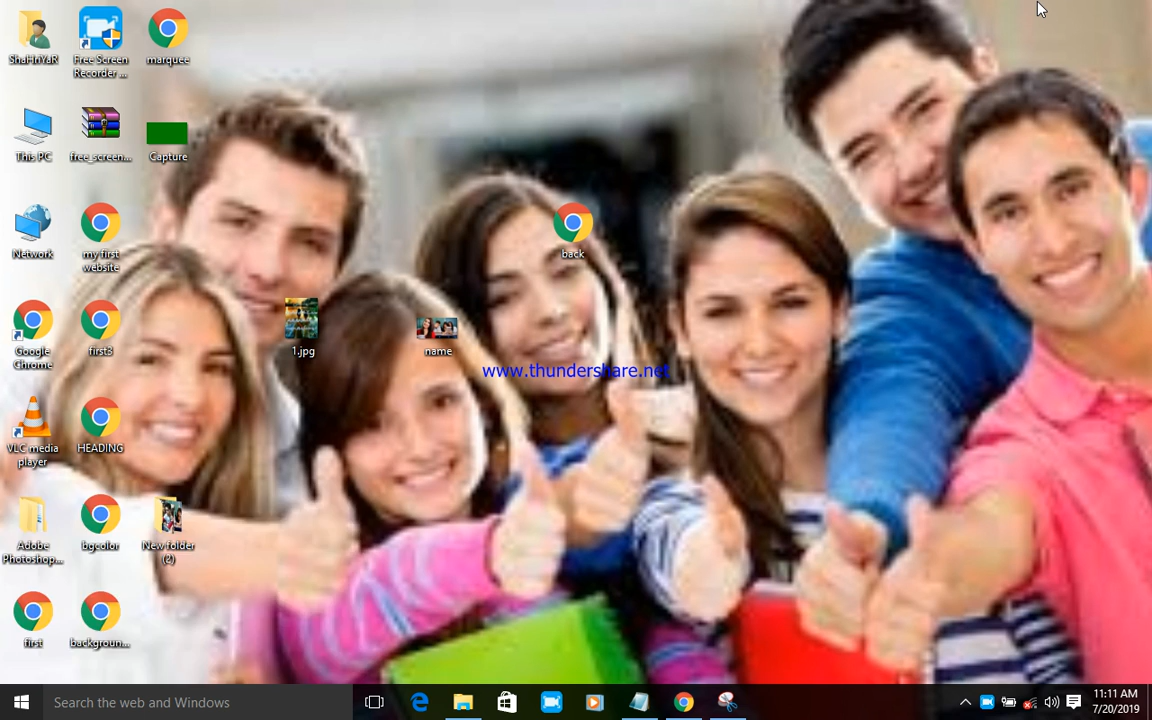 ShaHriYaR
Free Screen
Recorder ...
marquee
This PC
free_screen...
Capture
Network
my first
website
back
Google
Chrome
first3
1.jpg
name
www.thundershare.net
VLC media
player
HEADING
Adobe
Photoshop...
bgcolor
New folder
(2)
first
backgroun...
Search the web and Windows
11:11 AM
7/20/2019